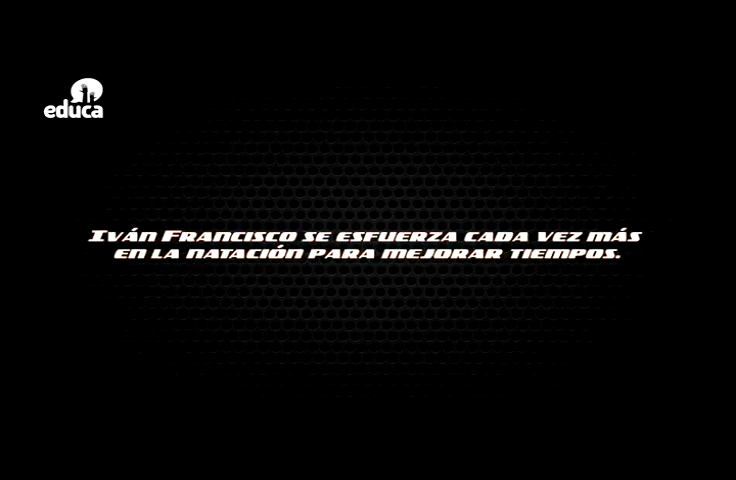 educa
Iván Francisco se esfuerza cada vez más
en la natación para mejorar tiempos.